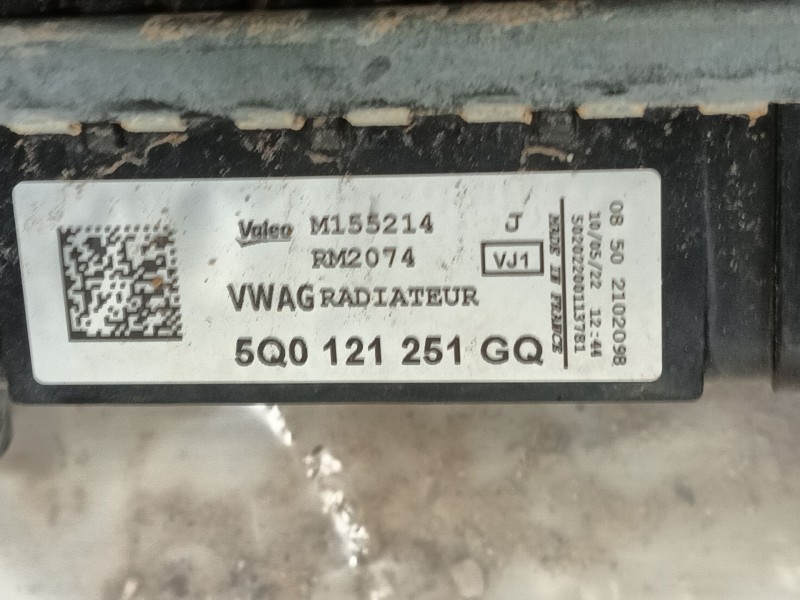 Valeo M155214 J
RM2074 VJ1
VWAG RADIATEUR
5Q0 121 251 GQ
MADE IN FRANCE
50202200113781
10/05/22 12:44
08 50 2102098